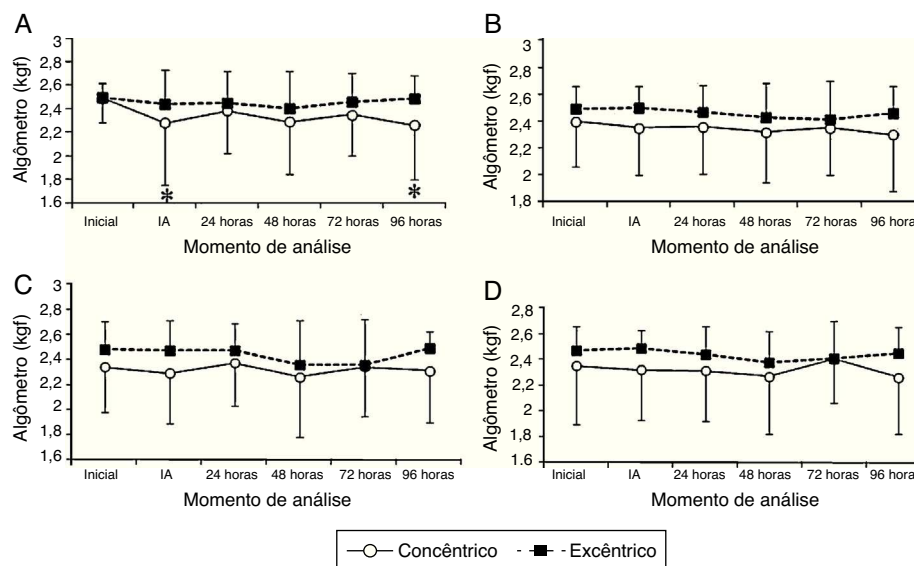 A
Algômetro (kgf)
3
2,8
2,6
2,4
2,2
2
1,8
1.6
*
*
Inicial IA 24 horas 48 horas 72 horas 96 horas
Momento de análise
B
Algômetro (kgf)
3
2,8
2,6
2,4
2,2
2
1,8
Inicial IA 24 horas 48 horas 72 horas 96 horas
Momento de análise
C
Algômetro (kgf)
3
2,8
2,6
2,4
2,2
2
1,8
1,6
Inicial IA 24 horas 48 horas 72 horas 96 horas
Momento de análise
D
Algômetro (kgf)
3
2,8
2,6
2,4
2,2
2
1,8
1.6
Inicial IA 24 horas 48 horas 72 horas 96 horas
Momento de análise
Concêntrico Excêntrico